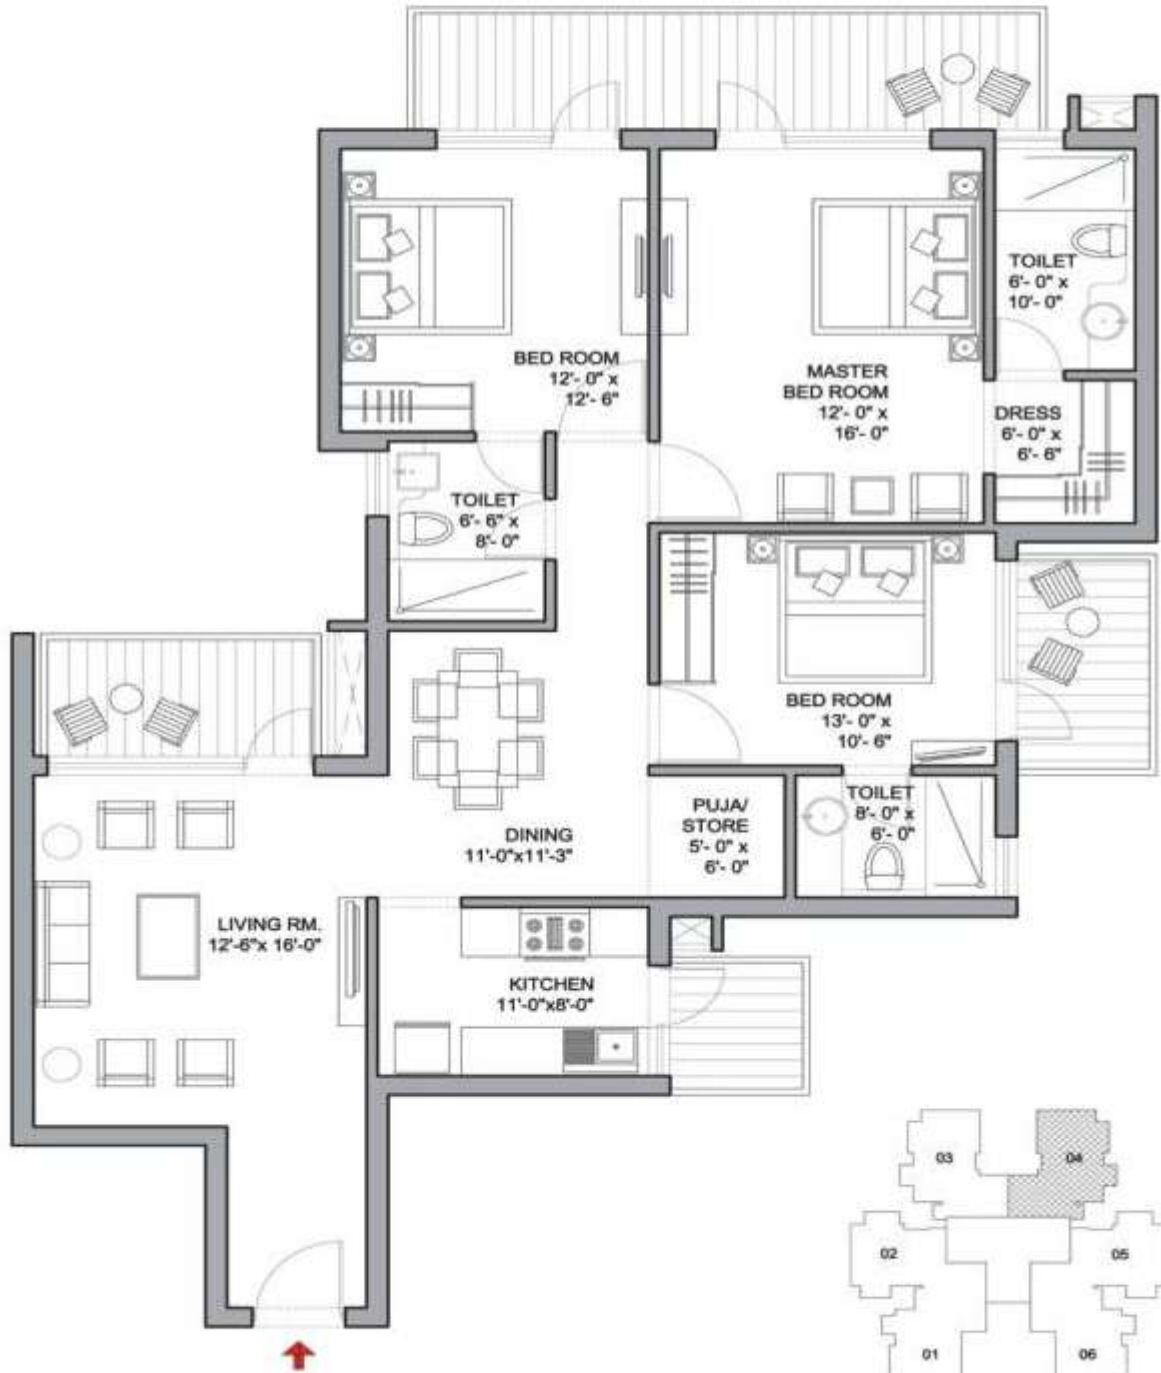 TOILET
6'- 0" x
10'- 0"
BED ROOM
12'- 0" x
12'- 6"
MASTER
BED ROOM
12'- 0" x
16'- 0"
DRESS
6'- 0" x
6'- 6"
TOILET
6'- 6" x
8'- 0"
BED ROOM
13'- 0" x
10'- 6"
TOILET
8'- 0" x
6'- 0"
PUJA/
STORE
5'- 0" x
6'- 0"
DINING
11'-0"x11'-3"
LIVING RM.
12'-6"x 16'-0"
KITCHEN
11'-0"x8'-0"
03
04
02
05
01
06